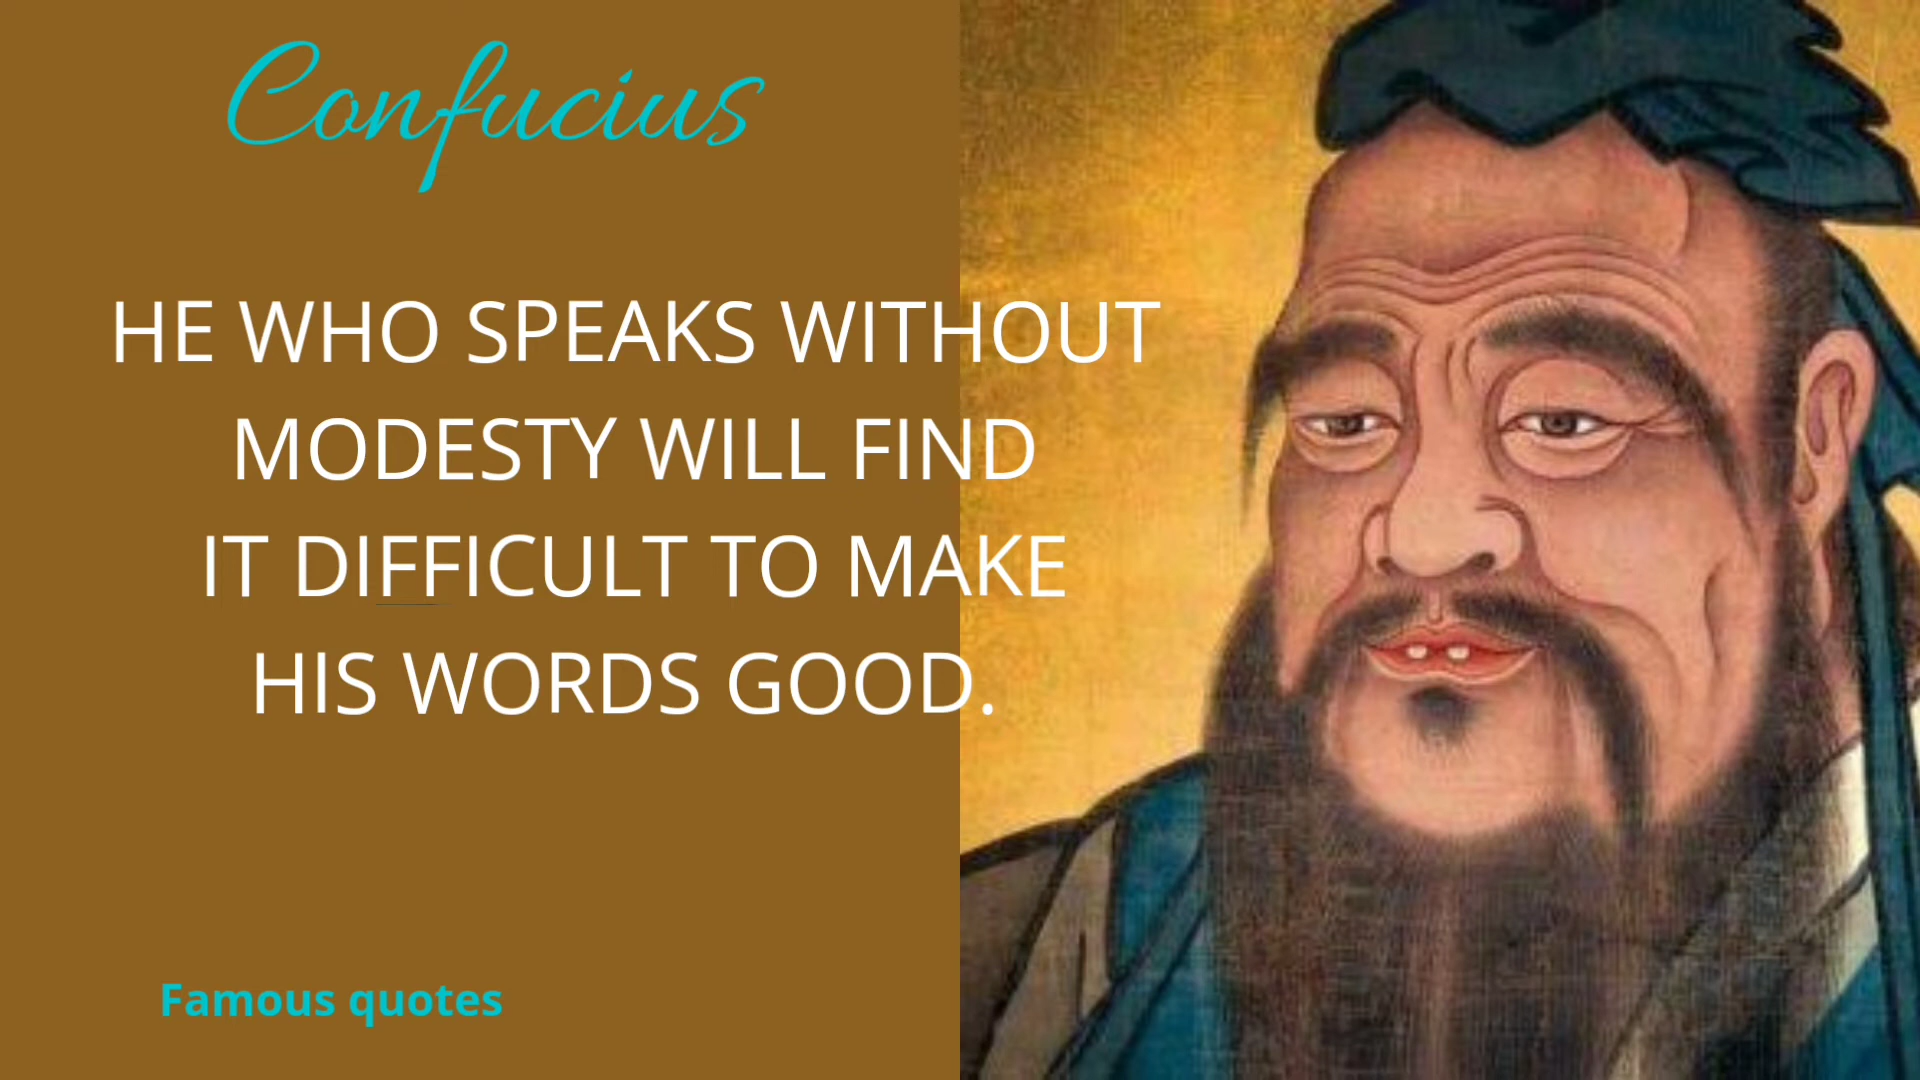 Confucius
HE WHO SPEAKS WITHOUT
MODESTY WILL FIND
IT DIFFICULT TO MAKE
HIS WORDS GOOD.
Famous quotes